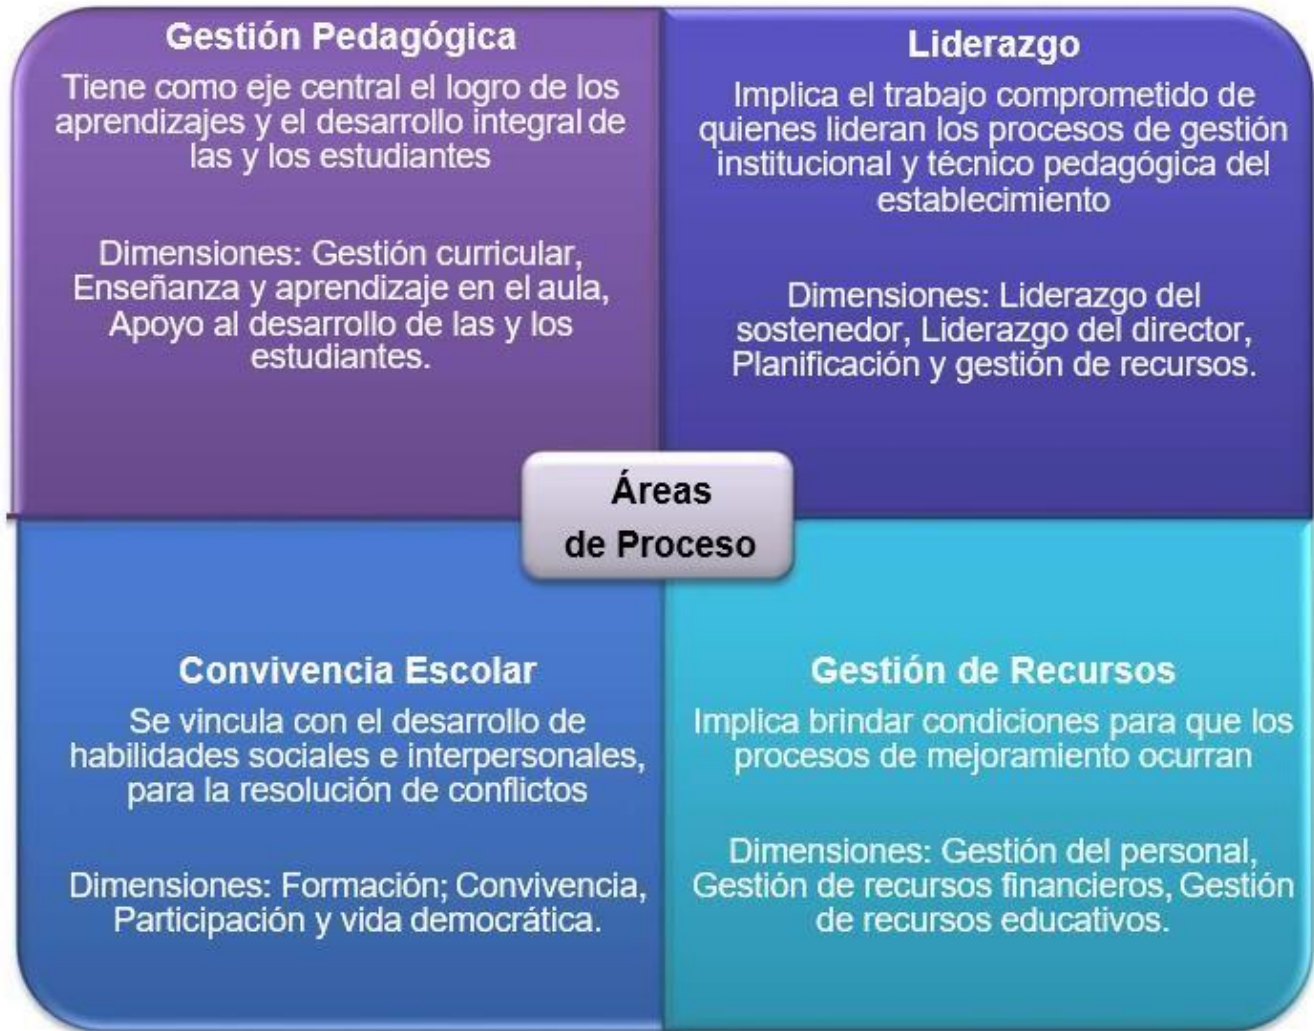 Gestión Pedagógica
Tiene como eje central el logro de los
aprendizajes y el desarrollo integral de
las y los estudiantes
Dimensiones: Gestión curricular,
Enseñanza y aprendizaje en el aula,
Apoyo al desarrollo de las y los
estudiantes.
Liderazgo
Implica el trabajo comprometido de
quienes lideran los procesos de gestión
institucional y técnico pedagógica del
establecimiento
Dimensiones: Liderazgo del
sostenedor, Liderazgo del director,
Planificación y gestión de recursos.
Áreas
de Proceso
Convivencia Escolar
Se vincula con el desarrollo de
habilidades sociales e interpersonales,
para la resolución de conflictos
Dimensiones: Formación; Convivencia,
Participación y vida democrática.
Gestión de Recursos
Implica brindar condiciones para que los
procesos de mejoramiento ocurran
Dimensiones: Gestión del personal,
Gestión de recursos financieros, Gestión
de recursos educativos.